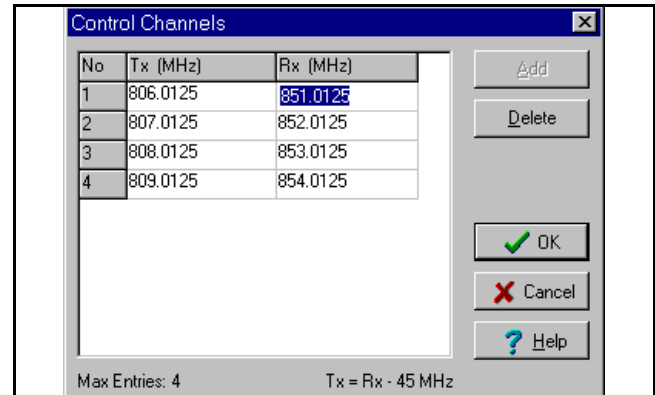 Control Channels
No Tx (MHz) Rx (MHz)
1 806.0125 851.0125
2 807.0125 852.0125
3 808.0125 853.0125
4 809.0125 854.0125
Add
Delete
OK
Cancel
? Help
Max Entries: 4 Tx = Rx - 45 MHz